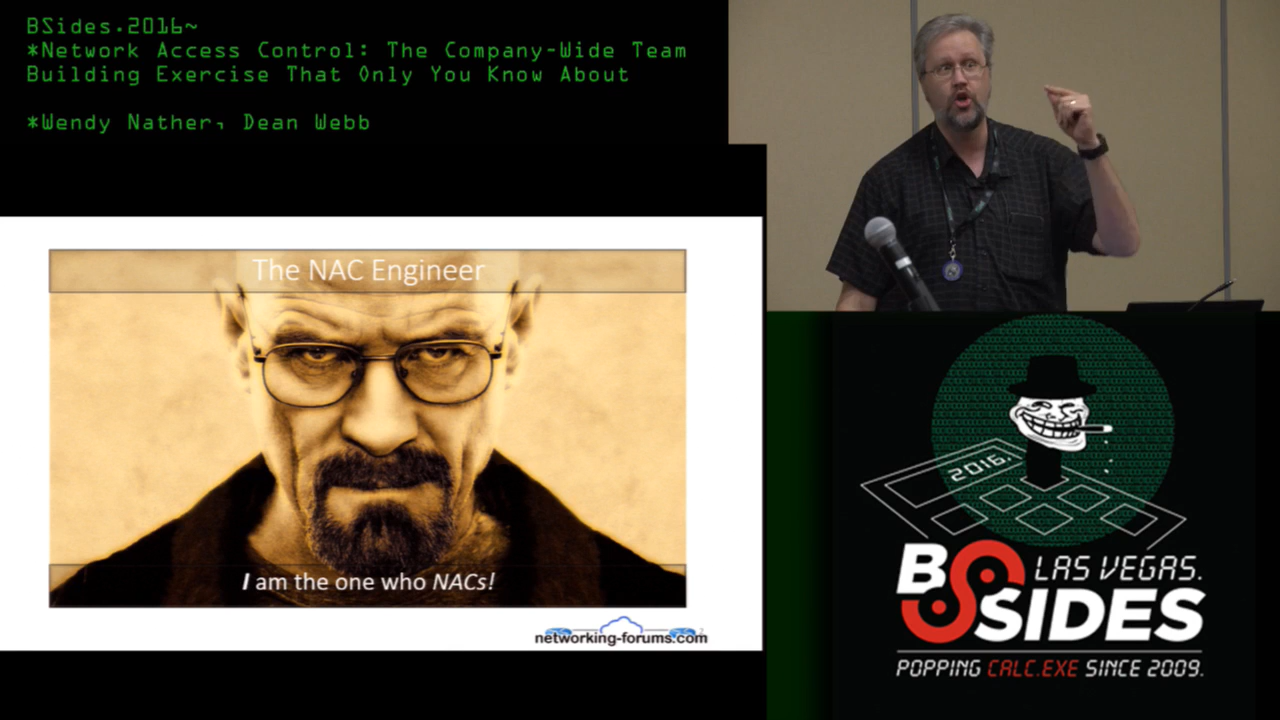 BSides.2016~
*Network Access Control: The Company-Wide Team
Building Exercise That Only You Know About
*Wendy Nather, Dean Webb
The NAC Engineer
I am the one who NACs!
networking-forums.com
2016.
BSIDES
LAS VEGAS.
POPPING CALC.EXE SINCE 2009.